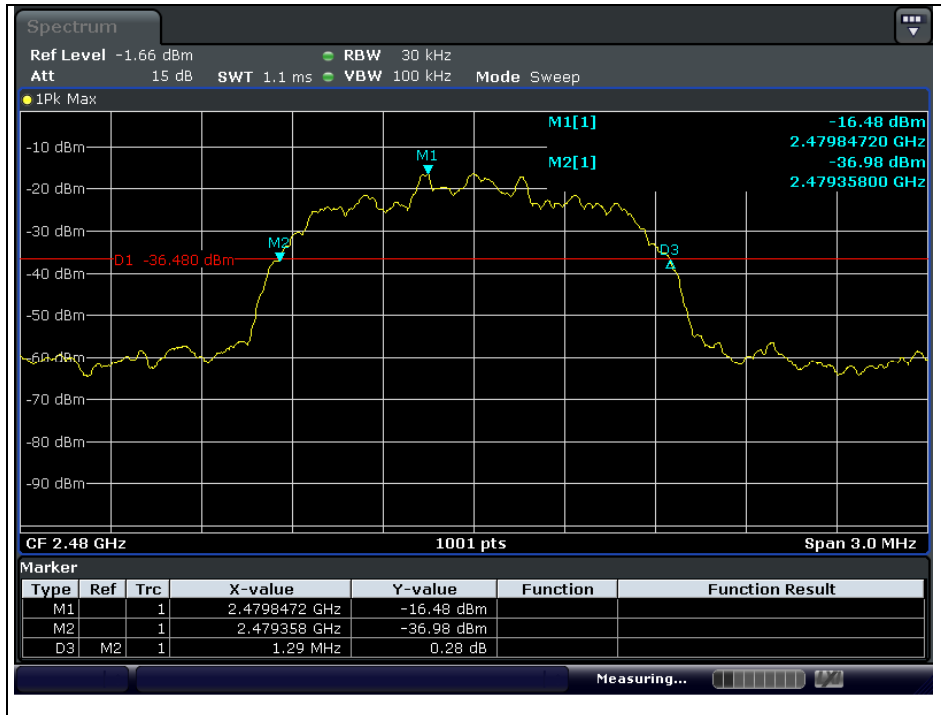 Spectrum
Ref Level -1.66 dBm RBW 30 kHz
Att 15 dB SWT 1.1 ms VBW 100 kHz Mode Sweep
1Pk Max
M1[1] -16.48 dBm
2.47984720 GHz
M2[1] -36.98 dBm
2.47935800 GHz
-10 dBm
M1
-20 dBm
-30 dBm
M2
D3
D1 -36.480 dBm
-40 dBm
-50 dBm
-60 dBm
-70 dBm
-80 dBm
-90 dBm
CF 2.48 GHz 1001 pts Span 3.0 MHz
Marker
Type Ref Trc X-value Y-value Function Function Result
M1 1 2.4798472 GHz -16.48 dBm
M2 1 2.479358 GHz -36.98 dBm
D3 M2 1 1.29 MHz 0.28 dB
Measuring...